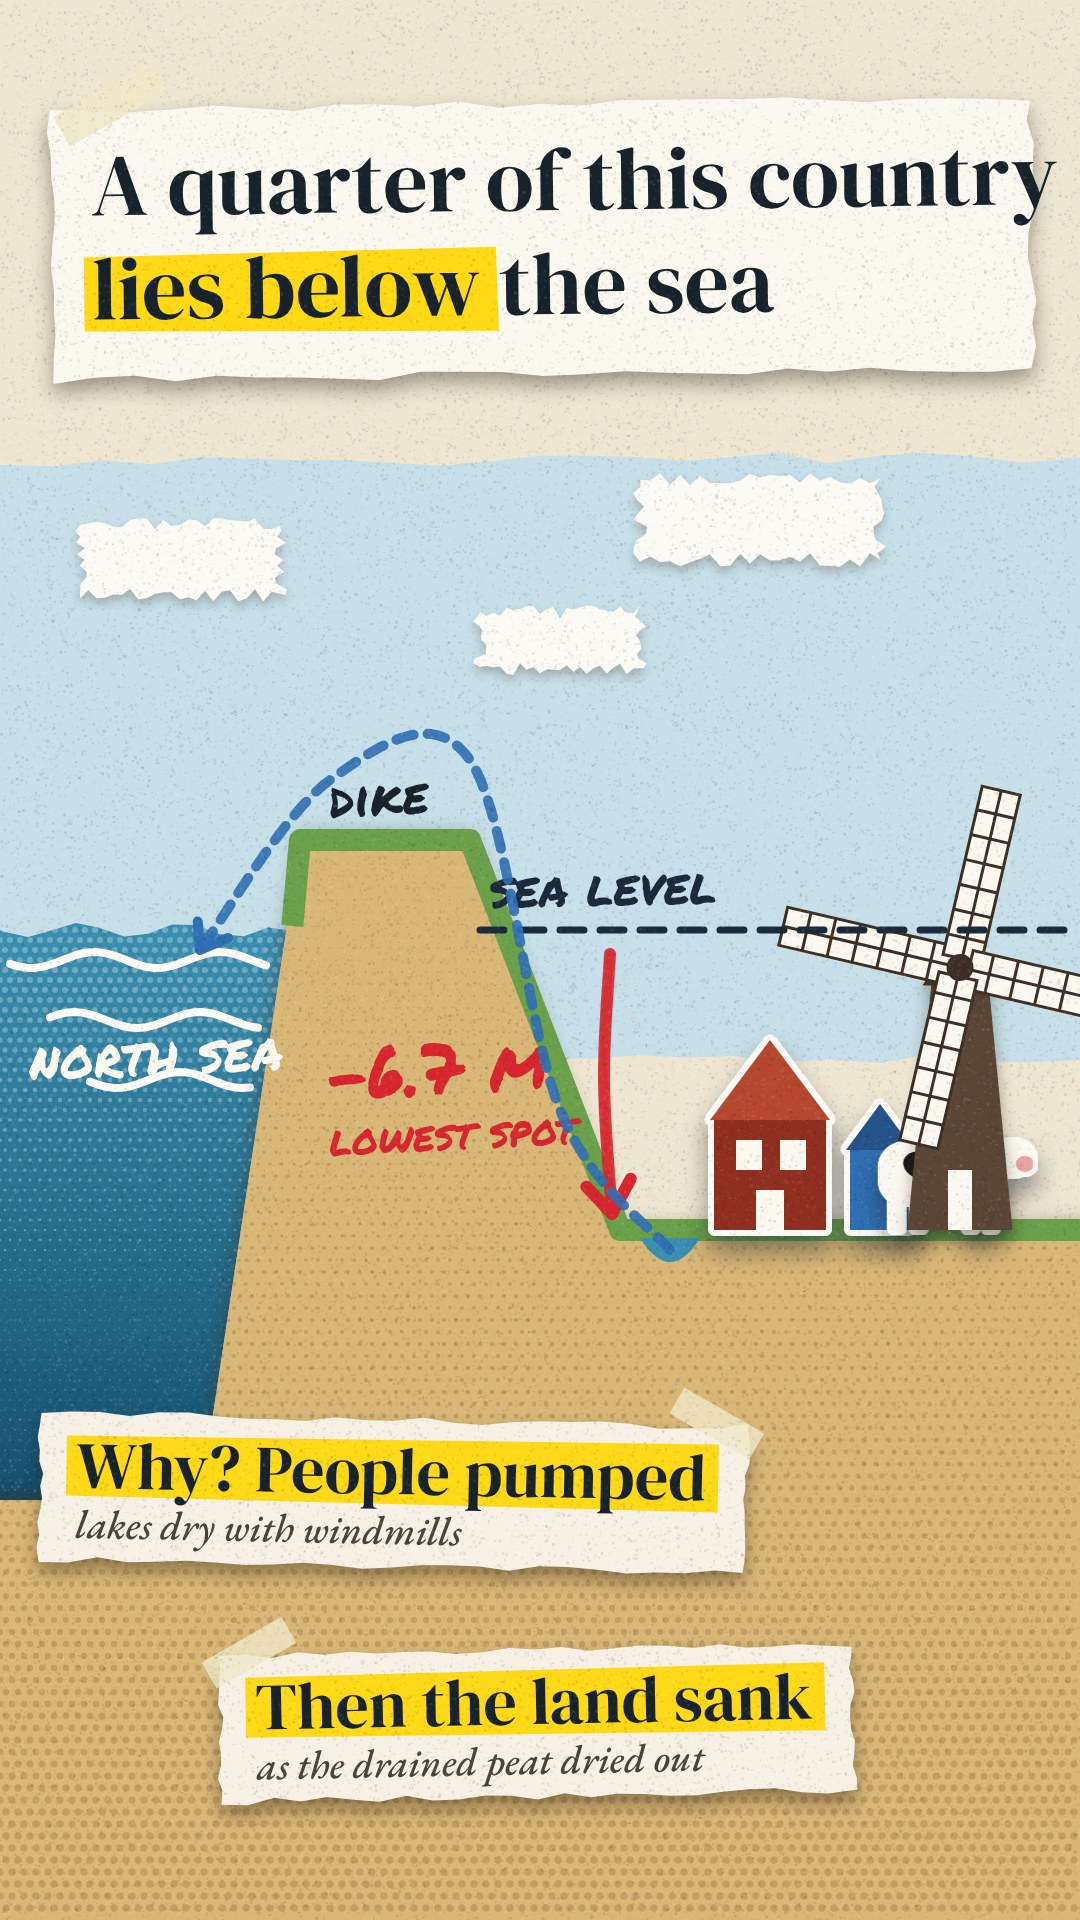 A quarter of this country
lies below the sea
DIKE
SEA LEVEL
NORTH SEA
-6.7 M
LOWEST SPOT
Why? People pumped
lakes dry with windmills
Then the land sank
as the drained peat dried out